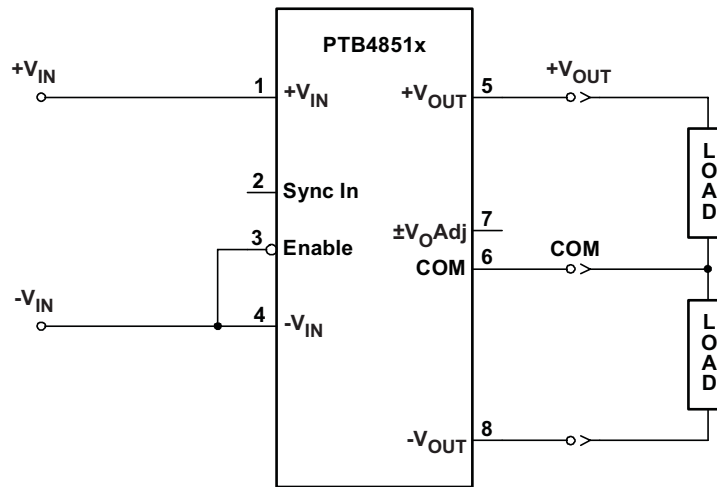 PTB4851x
+VIN
1
+VIN
+VOUT
5
+VOUT
LOAD
2
Sync In
±VOAdj
7
3
Enable
COM
6
COM
-VIN
4
-VIN
LOAD
-VOUT
8